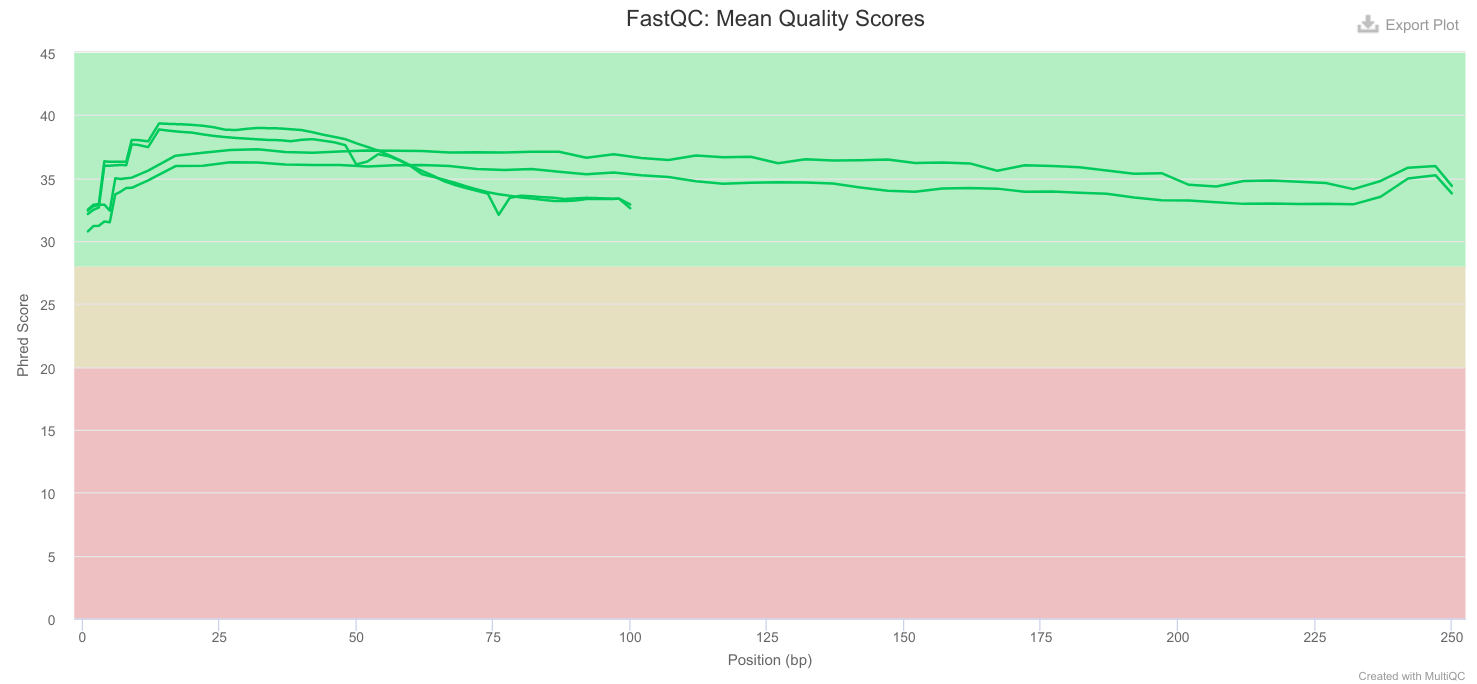 FastQC: Mean Quality Scores
Export Plot
45
40
35
30
25
20
15
10
5
0
Phred Score
0 25 50 75 100 125 150 175 200 225 250
Position (bp)
Created with MultiQC